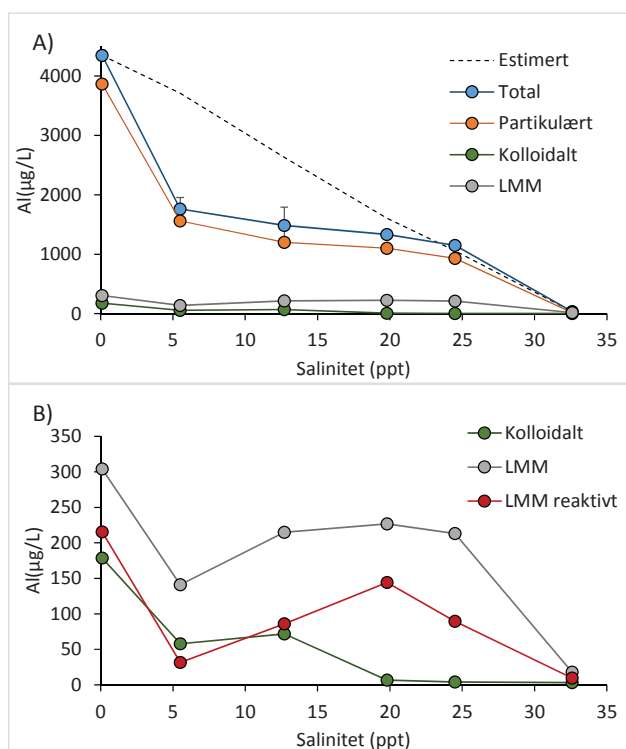 A)
Estimert
Total
Partikulært
Kolloidalt
LMM
Al(µg/L)
4000
3000
2000
1000
0
0 5 10 15 20 25 30 35
Salinitet (ppt)
B)
Kolloidalt
LMM
LMM reaktivt
Al(µg/L)
350
300
250
200
150
100
50
0
0 5 10 15 20 25 30 35
Salinitet (ppt)